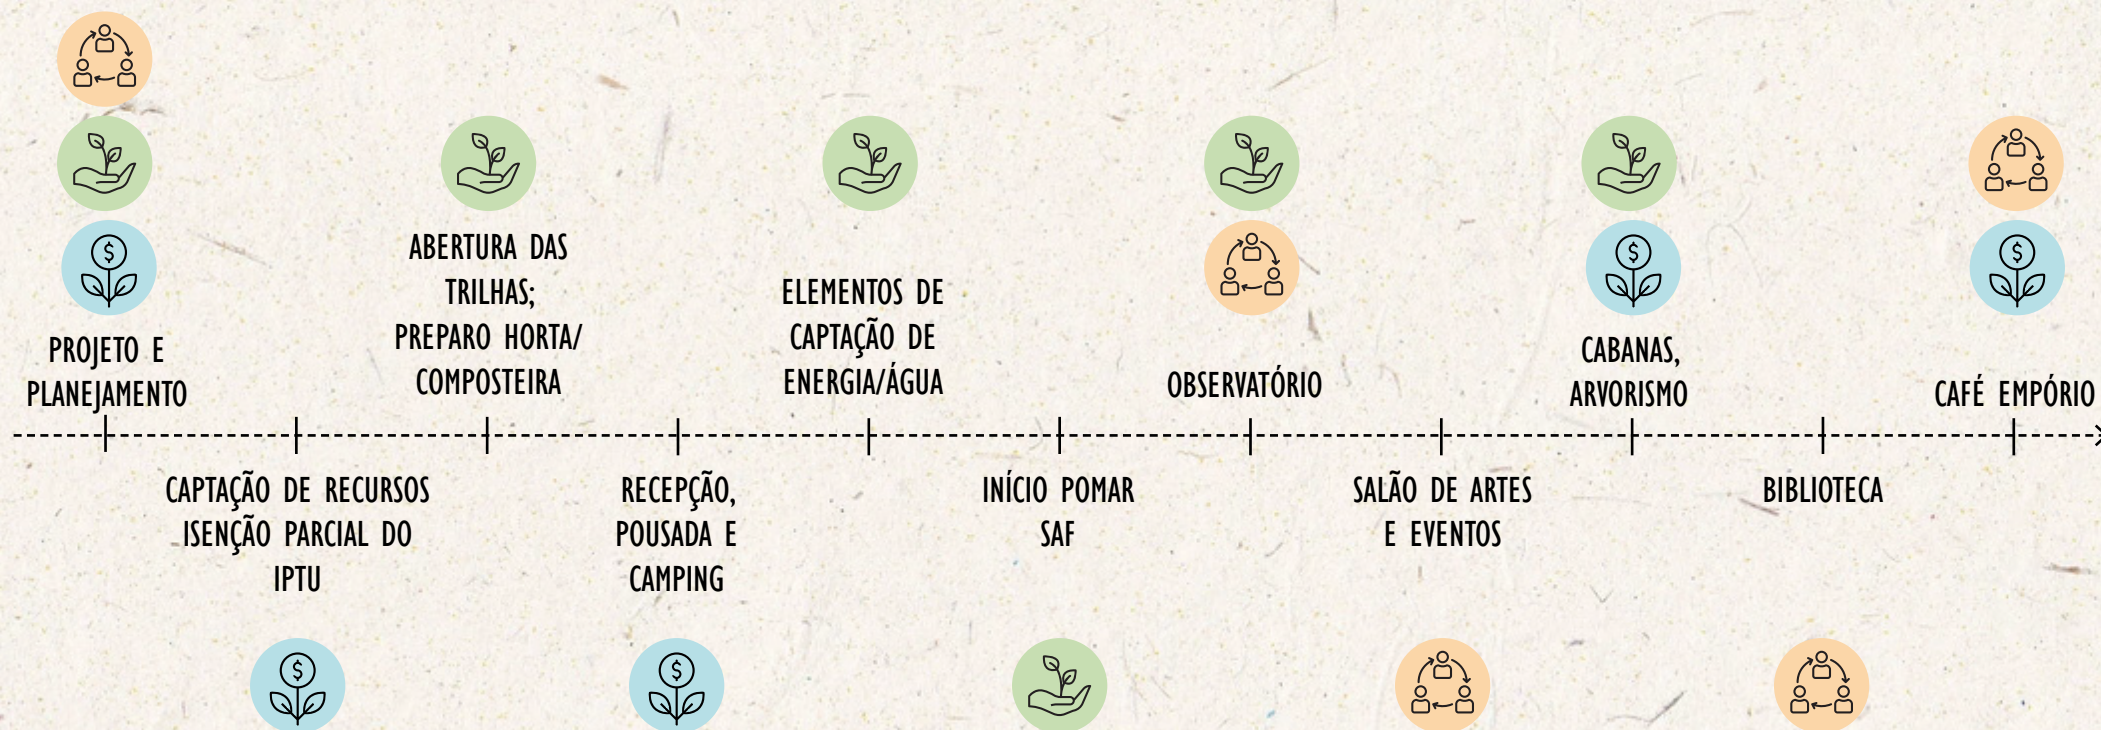 PROJETO E
PLANEJAMENTO
CAPTAÇÃO DE RECURSOS
ISENÇÃO PARCIAL DO
IPTU
ABERTURA DAS
TRILHAS;
PREPARO HORTA/
COMPOSTEIRA
RECEPÇÃO,
POUSADA E
CAMPING
ELEMENTOS DE
CAPTAÇÃO DE
ENERGIA/ÁGUA
INÍCIO POMAR
SAF
OBSERVATÓRIO
SALÃO DE ARTES
E EVENTOS
CABANAS,
ARVORISMO
BIBLIOTECA
CAFÉ EMPÓRIO